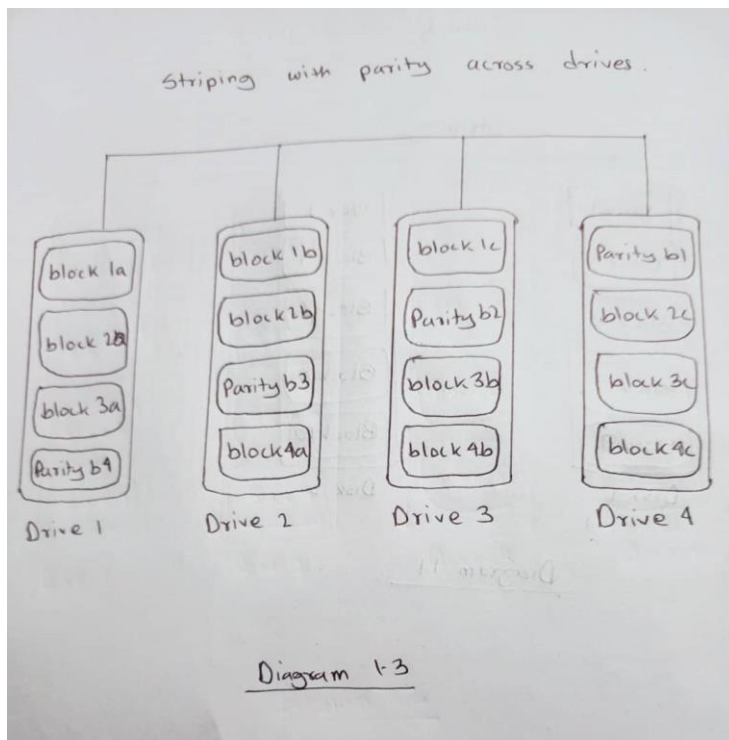 Striping with parity across drives.
block 1a
block 2a
block 3a
Parity b4
Drive 1
block 1b
block 2b
Parity b3
block4a
Drive 2
block 1c
Parity b2
block 3b
block 4b
Drive 3
Parity b1
block 2c
block 3c
block 4c
Drive 4
Diagram 1.3